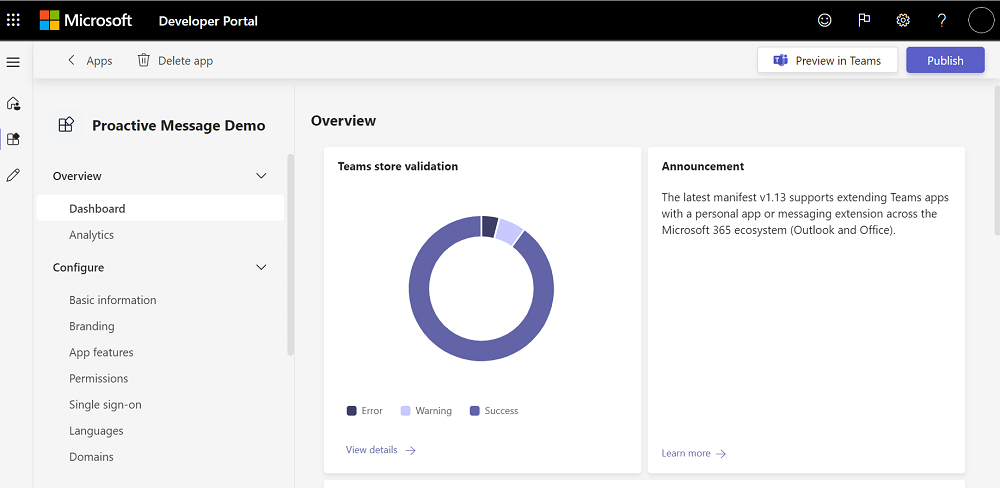 Microsoft Developer Portal
Apps
Delete app
Preview in Teams
Publish
Proactive Message Demo
Overview
Dashboard
Analytics
Configure
Basic information
Branding
App features
Permissions
Single sign-on
Languages
Domains
Overview
Teams store validation
Error
Warning
Success
View details
Announcement
The latest manifest v1.13 supports extending Teams apps
with a personal app or messaging extension across the
Microsoft 365 ecosystem (Outlook and Office).
Learn more